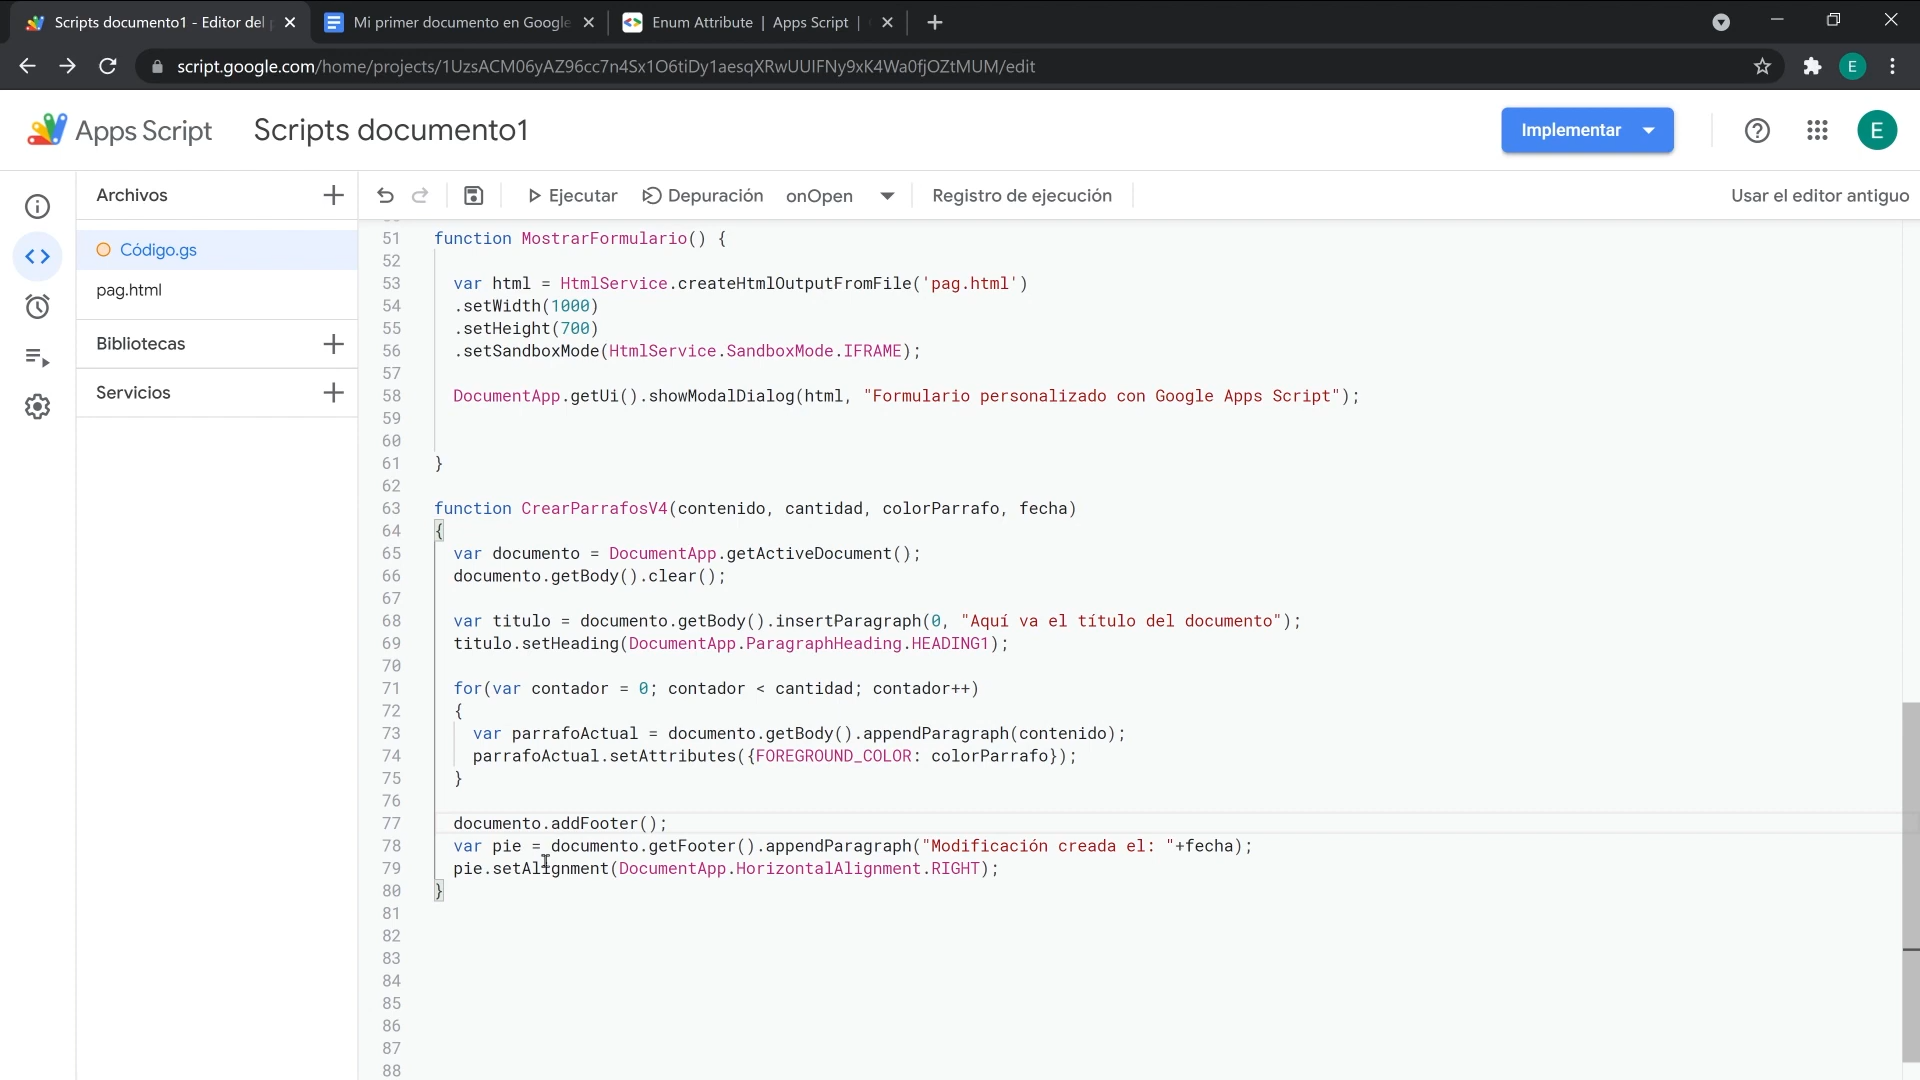 Scripts documento1 - Editor del p
Mi primer documento en Google
Enum Attribute | Apps Script |
script.google.com/home/projects/1UzsACM06yAZ96cc7n4Sx1O6tiDy1aesqXRwUUIFNy9xK4Wa0fjOZtMUM/edit
E
Apps Script
Scripts documento1
Implementar
E
Archivos
Ejecutar
Depuración
onOpen
Registro de ejecución
Usar el editor antiguo
Código.gs
pag.html
Bibliotecas
Servicios
51 function MostrarFormulario() {
52
53 var html = HtmlService.createHtmlOutputFromFile('pag.html')
54 .setWidth(1000)
55 .setHeight(700)
56 .setSandboxMode(HtmlService.SandboxMode.IFRAME);
57
58 DocumentApp.getUi().showModalDialog(html, "Formulario personalizado con Google Apps Script");
59
60
61 }
62
63 function CrearParrafosV4(contenido, cantidad, colorParrafo, fecha)
64 {
65 var documento = DocumentApp.getActiveDocument();
66 documento.getBody().clear();
67
68 var titulo = documento.getBody().insertParagraph(0, "Aquí va el título del documento");
69 titulo.setHeading(DocumentApp.ParagraphHeading.HEADING1);
70
71 for(var contador = 0; contador < cantidad; contador++)
72 {
73 var parrafoActual = documento.getBody().appendParagraph(contenido);
74 parrafoActual.setAttributes({FOREGROUND_COLOR: colorParrafo});
75 }
76
77 documento.addFooter();
78 var pie = documento.getFooter().appendParagraph("Modificación creada el: "+fecha);
79 pie.setAlignment(DocumentApp.HorizontalAlignment.RIGHT);
80 }
81
82
83
84
85
86
87
88